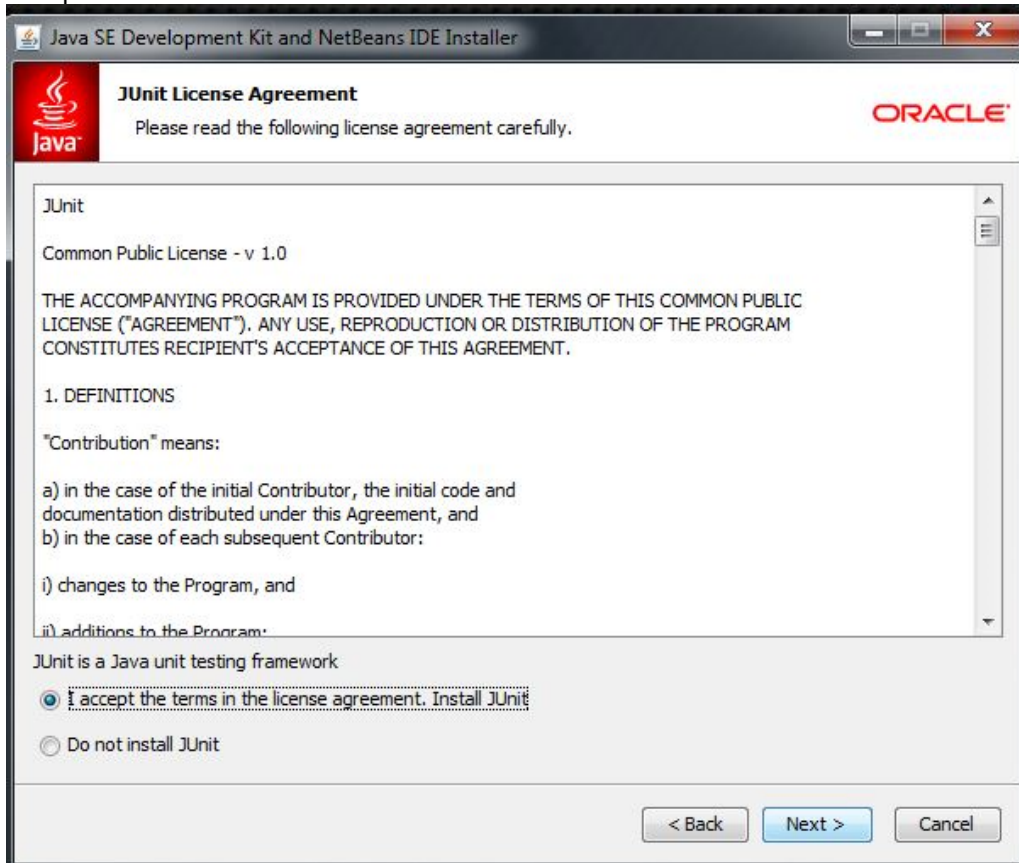 Java SE Development Kit and NetBeans IDE Installer
JUnit License Agreement
Please read the following license agreement carefully.
Java
ORACLE
JUnit
Common Public License - v 1.0
THE ACCOMPANYING PROGRAM IS PROVIDED UNDER THE TERMS OF THIS COMMON PUBLIC
LICENSE ("AGREEMENT"). ANY USE, REPRODUCTION OR DISTRIBUTION OF THE PROGRAM
CONSTITUTES RECIPIENT'S ACCEPTANCE OF THIS AGREEMENT.
1. DEFINITIONS
"Contribution" means:
a) in the case of the initial Contributor, the initial code and
documentation distributed under this Agreement, and
b) in the case of each subsequent Contributor:
i) changes to the Program, and
ii) additions to the Program;
JUnit is a Java unit testing framework
I accept the terms in the license agreement. Install JUnit
Do not install JUnit
< Back
Next >
Cancel